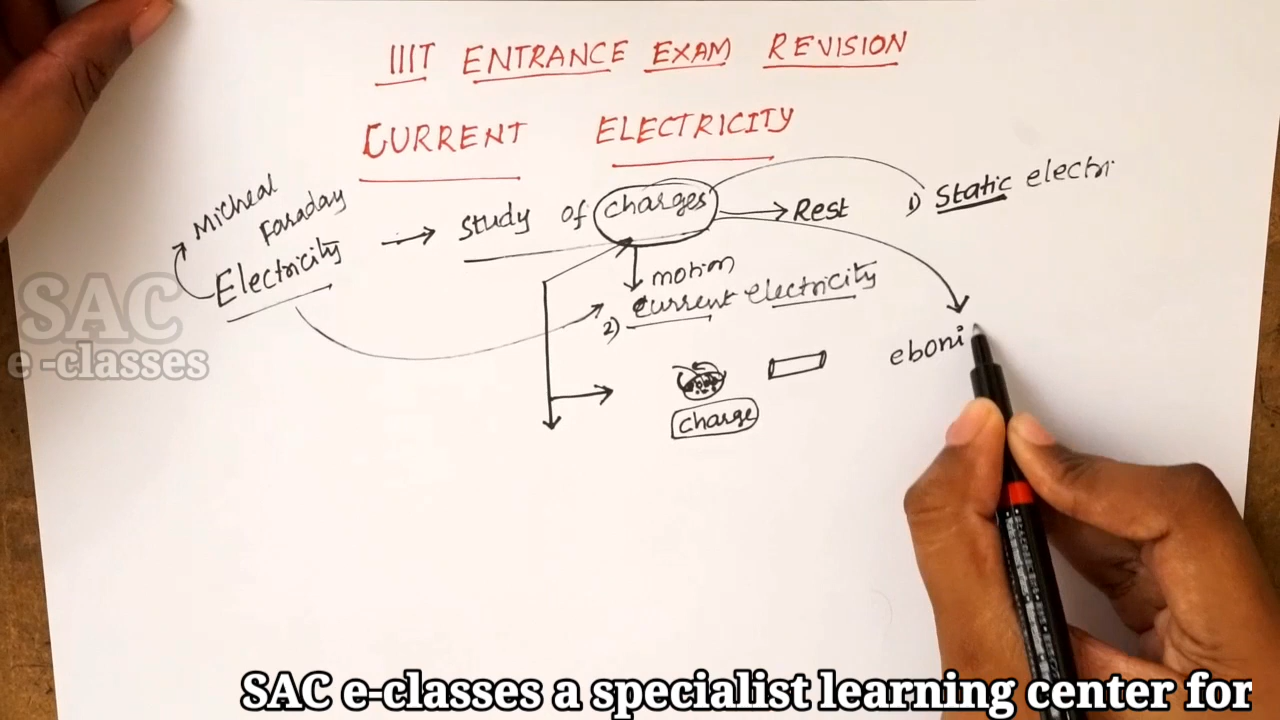 IIIT ENTRANCE EXAM REVISION
CURRENT ELECTRICITY
Micheal
Faraday
Electricity
study of charges
Rest
1) Static electri
motion
2) current electricity
eboni
charge
SAC
e-classes
SAC e-classes a specialist learning center for